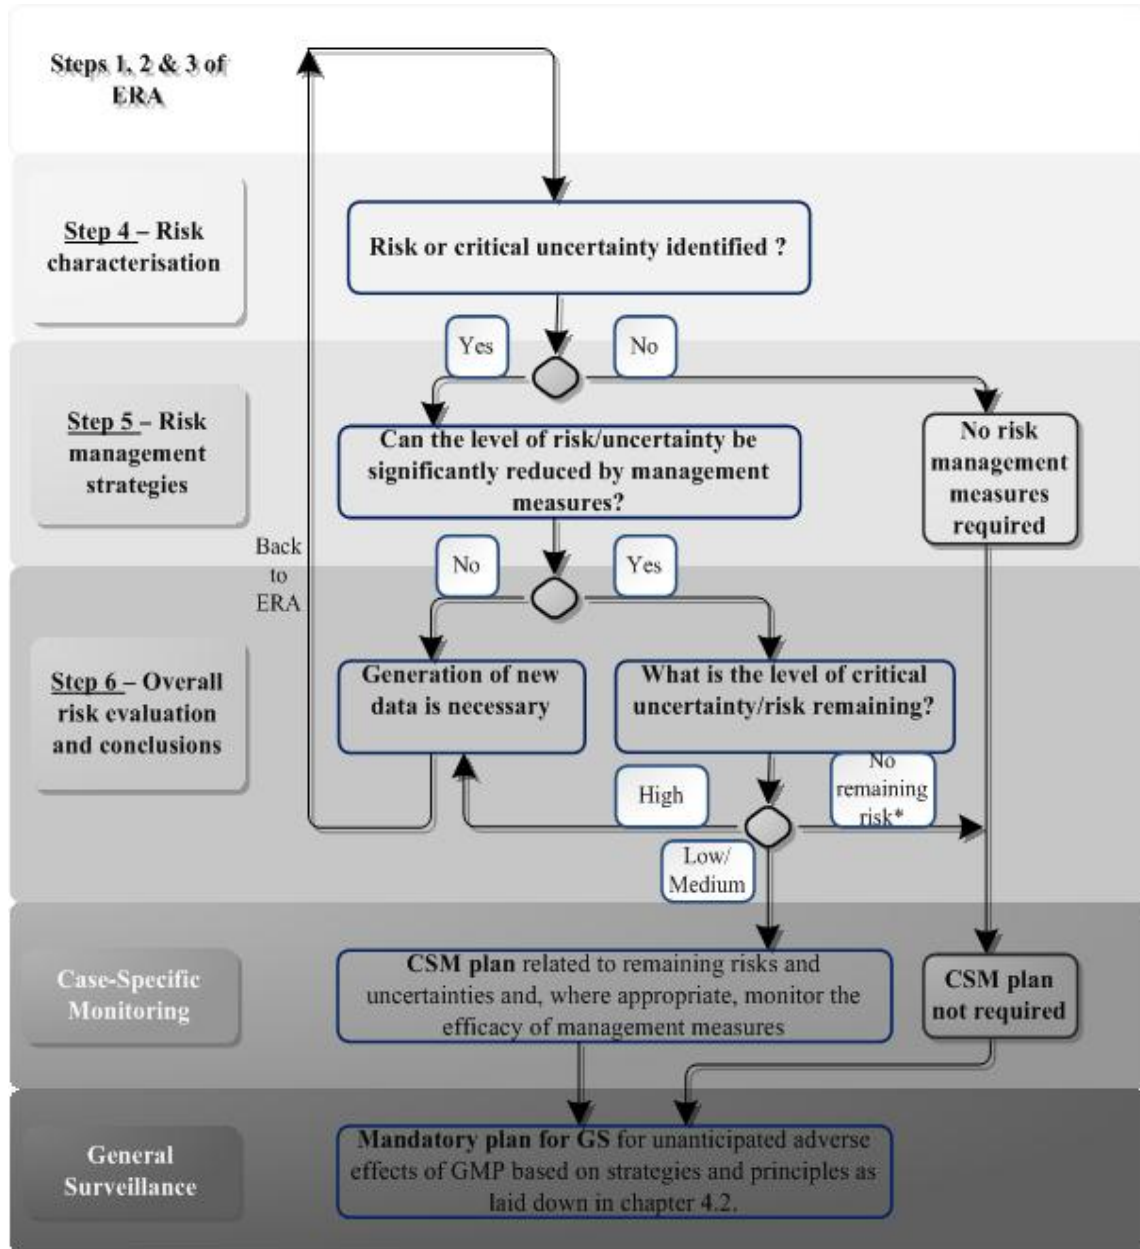 Steps 1, 2 & 3 of
ERA
Step 4 – Risk
characterisation
Risk or critical uncertainty identified ?
Yes
No
Step 5 – Risk
management
strategies
Can the level of risk/uncertainty be
significantly reduced by management
measures?
No risk
management
measures
required
Back
to
ERA
No
Yes
Step 6 – Overall
risk evaluation
and conclusions
Generation of new
data is necessary
What is the level of critical
uncertainty/risk remaining?
High
No
remaining
risk*
Low/
Medium
Case-Specific
Monitoring
CSM plan related to remaining risks and
uncertainties and, where appropriate, monitor the
efficacy of management measures
CSM plan
not required
General
Surveillance
Mandatory plan for GS for unanticipated adverse
effects of GMP based on strategies and principles as
laid down in chapter 4.2.